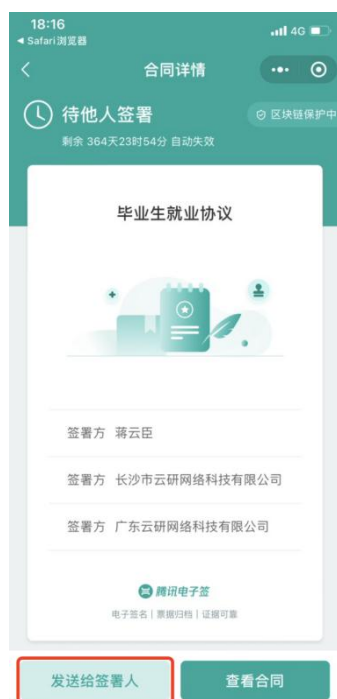 18:16
4G
◀ Safari浏览器
合同详情
待他人签署
区块链保护中
剩余 364天23时54分 自动失效
毕业生就业协议
签署方 蒋云臣
签署方 长沙市云研网络科技有限公司
签署方 广东云研网络科技有限公司
腾讯电子签
电子签名 | 票据归档 | 证据可靠
发送给签署人
查看合同